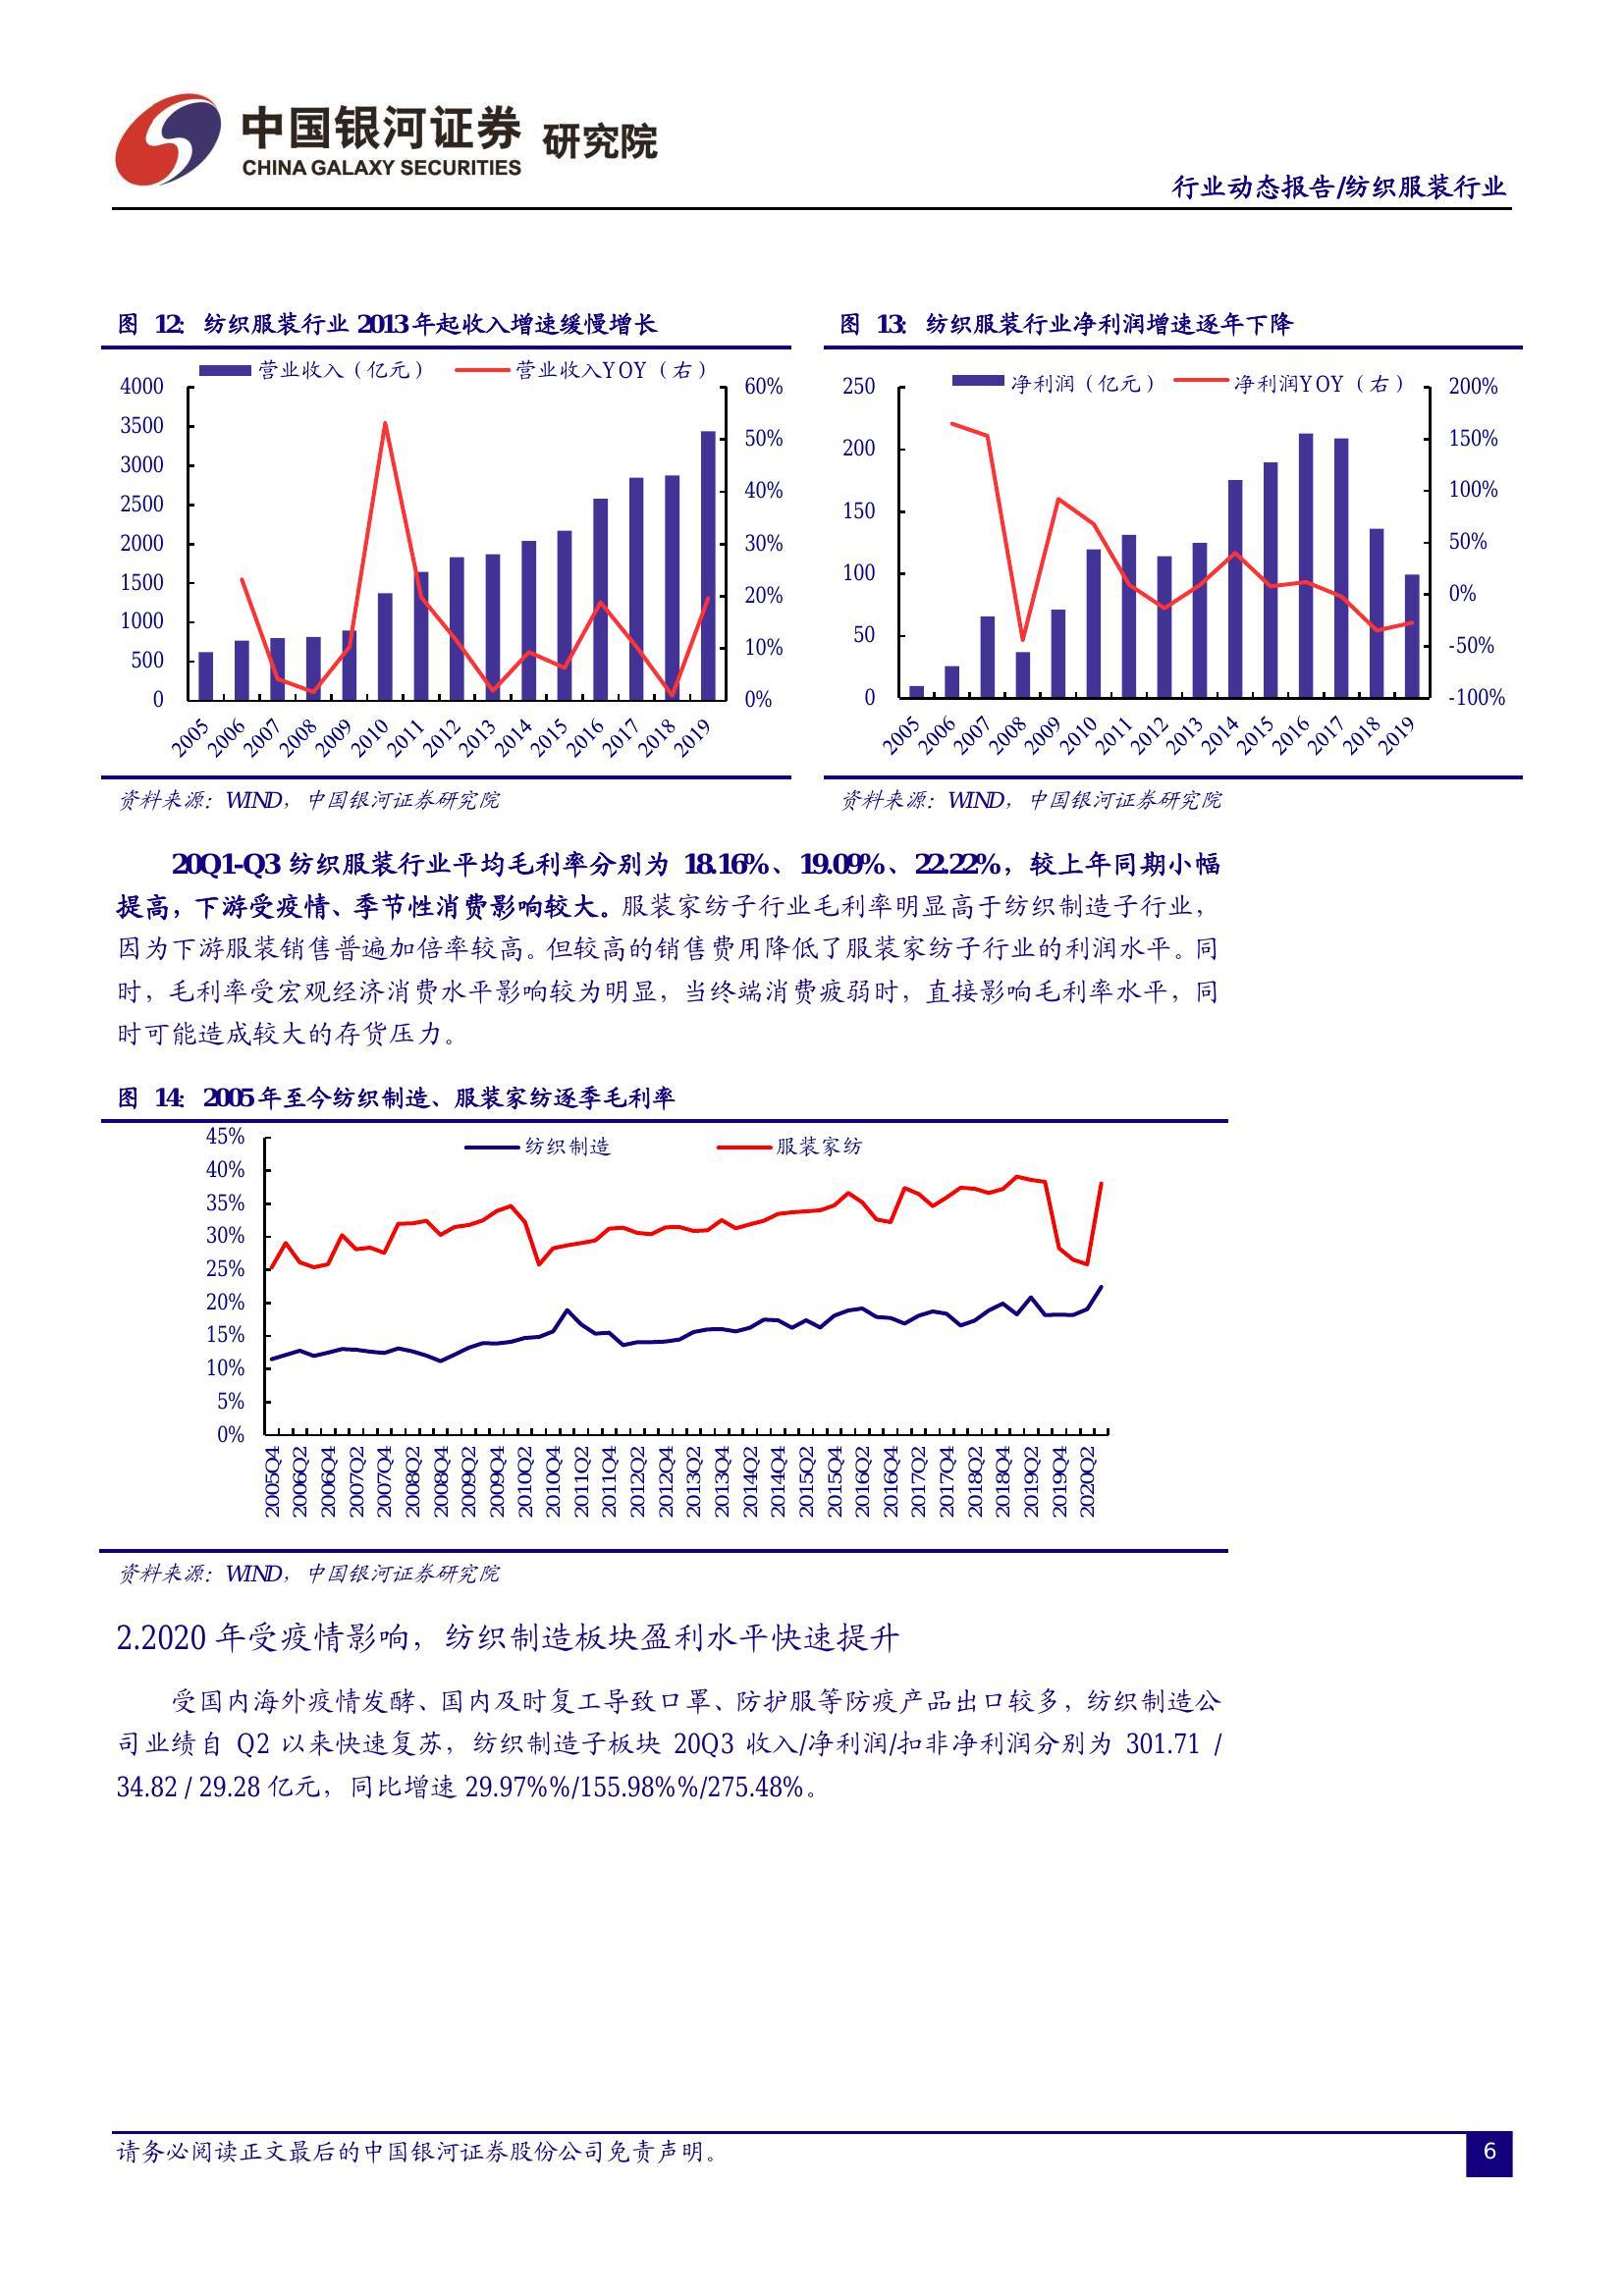 中国银河证券 研究院
CHINA GALAXY SECURITIES
行业动态报告/纺织服装行业
图 12: 纺织服装行业 2013 年起收入增速缓慢增长
营业收入（亿元） 营业收入YOY（右）
4000
3500
3000
2500
2000
1500
1000
500
0
60%
50%
40%
30%
20%
10%
0%
2005 2006 2007 2008 2009 2010 2011 2012 2013 2014 2015 2016 2017 2018 2019
资料来源：WIND，中国银河证券研究院
图 13: 纺织服装行业净利润增速逐年下降
净利润（亿元） 净利润YOY（右）
250
200
150
100
50
0
200%
150%
100%
50%
0%
-50%
-100%
2005 2006 2007 2008 2009 2010 2011 2012 2013 2014 2015 2016 2017 2018 2019
资料来源：WIND，中国银河证券研究院
20Q1-Q3 纺织服装行业平均毛利率分别为 18.16%、19.09%、22.22%，较上年同期小幅
提高，下游受疫情、季节性消费影响较大。服装家纺子行业毛利率明显高于纺织制造子行业，
因为下游服装销售普遍加倍率较高。但较高的销售费用降低了服装家纺子行业的利润水平。同
时，毛利率受宏观经济消费水平影响较为明显，当终端消费疲弱时，直接影响毛利率水平，同
时可能造成较大的存货压力。
图 14: 2005 年至今纺织制造、服装家纺逐季毛利率
纺织制造 服装家纺
45%
40%
35%
30%
25%
20%
15%
10%
5%
0%
2005Q4 2006Q2 2006Q4 2007Q2 2007Q4 2008Q2 2008Q4 2009Q2 2009Q4 2010Q2 2010Q4 2011Q2 2011Q4 2012Q2 2012Q4 2013Q2 2013Q4 2014Q2 2014Q4 2015Q2 2015Q4 2016Q2 2016Q4 2017Q2 2017Q4 2018Q2 2018Q4 2019Q2 2019Q4 2020Q2
资料来源：WIND，中国银河证券研究院
2.2020 年受疫情影响，纺织制造板块盈利水平快速提升
受国内海外疫情发酵、国内及时复工导致口罩、防护服等防疫产品出口较多，纺织制造公
司业绩自 Q2 以来快速复苏，纺织制造子板块 20Q3 收入/净利润/扣非净利润分别为 301.71 /
34.82 / 29.28 亿元，同比增速 29.97%%/155.98%%/275.48%。
请务必阅读正文最后的中国银河证券股份公司免责声明。
6